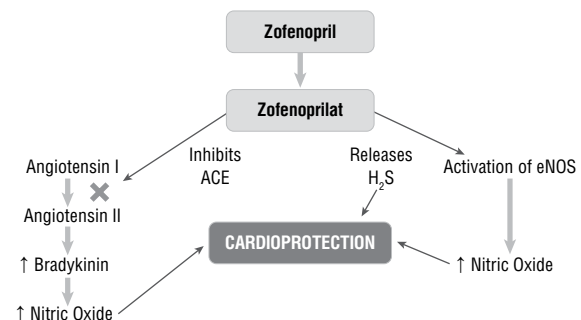 Zofenopril
Zofenoprilat
Inhibits
ACE
Releases
H₂S
Angiotensin I
Activation of eNOS
Angiotensin II
CARDIOPROTECTION
↑ Bradykinin
↑ Nitric Oxide
↑ Nitric Oxide